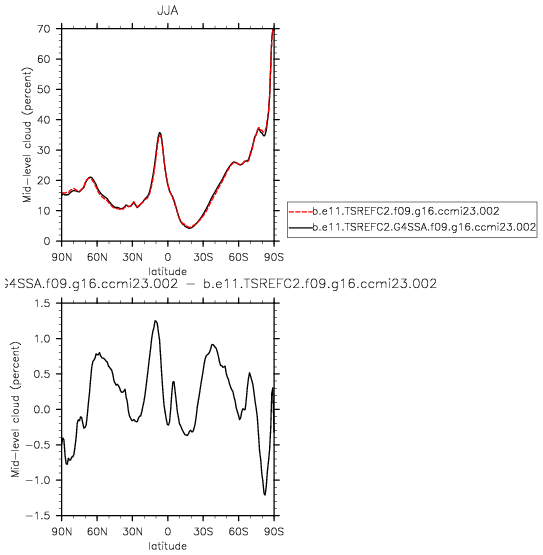 JJA
70
60
50
40
30
20
10
0
Mid-level cloud (percent)
90N 60N 30N 0 30S 60S 90S
latitude
b.e11.TSREFC2.f09.g16.ccmi23.002
b.e11.TSREFC2.G4SSA.f09.g16.ccmi23.002
G4SSA.f09.g16.ccmi23.002 - b.e11.TSREFC2.f09.g16.ccmi23.002
1.5
1.0
0.5
0.0
-0.5
-1.0
-1.5
Mid-level cloud (percent)
90N 60N 30N 0 30S 60S 90S
latitude